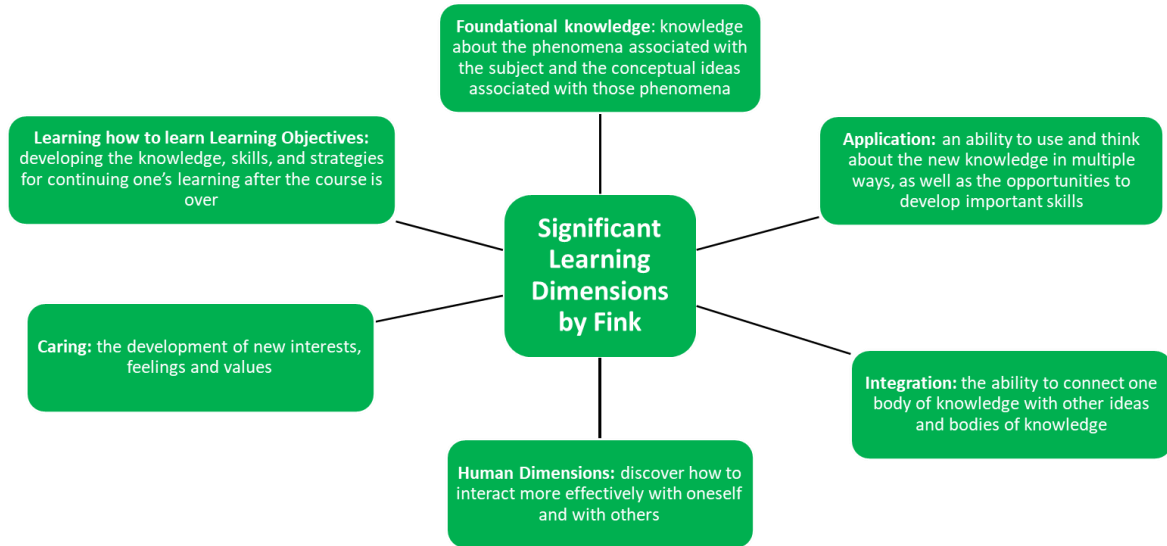 Foundational knowledge: knowledge
about the phenomena associated with
the subject and the conceptual ideas
associated with those phenomena
Learning how to learn Learning Objectives:
developing the knowledge, skills, and strategies
for continuing one's learning after the course is
over
Application: an ability to use and think
about the new knowledge in multiple
ways, as well as the opportunities to
develop important skills
Significant
Learning
Dimensions
by Fink
Caring: the development of new interests,
feelings and values
Integration: the ability to connect one
body of knowledge with other ideas
and bodies of knowledge
Human Dimensions: discover how to
interact more effectively with oneself
and with others